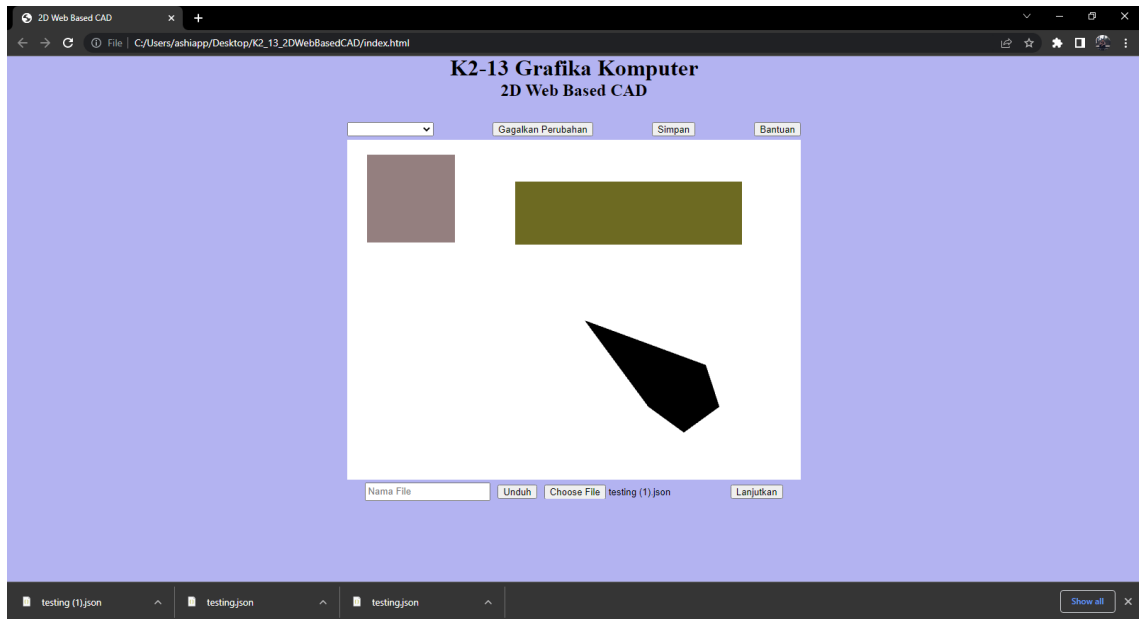 2D Web Based CAD
File | C:/Users/ashiapp/Desktop/K2_13_2DWebBasedCAD/index.html
K2-13 Grafika Komputer
2D Web Based CAD
Gagalkan Perubahan Simpan Bantuan
Nama File Unduh Choose File testing (1).json Lanjutkan
testing (1).json testing.json testing.json Show all